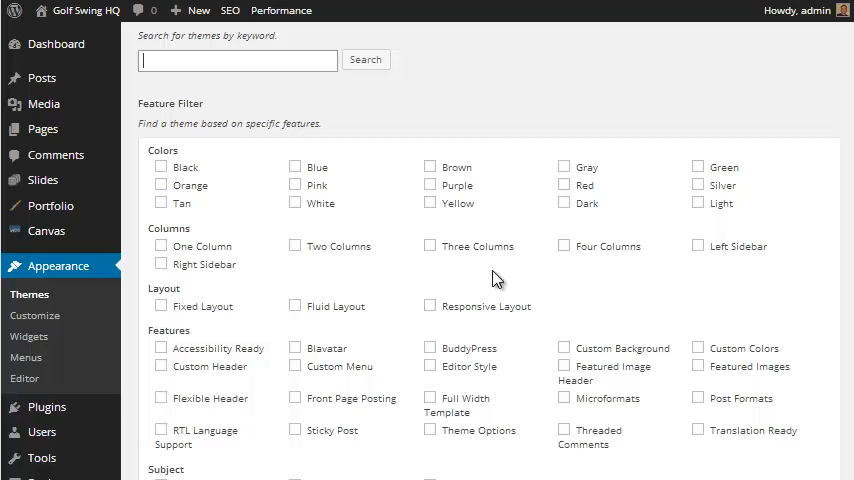 Golf Swing HQ 0 + New SEO Performance Howdy, admin
Dashboard
Posts
Media
Pages
Comments
Slides
Portfolio
Canvas
Appearance
Themes
Customize
Widgets
Menus
Editor
Plugins
Users
Tools
Search for themes by keyword.
Search
Feature Filter
Find a theme based on specific features.
Colors
Black Blue Brown Gray Green
Orange Pink Purple Red Silver
Tan White Yellow Dark Light
Columns
One Column Two Columns Three Columns Four Columns Left Sidebar
Right Sidebar
Layout
Fixed Layout Fluid Layout Responsive Layout
Features
Accessibility Ready Blavatar BuddyPress Custom Background Custom Colors
Custom Header Custom Menu Editor Style Featured Image Header Featured Images
Flexible Header Front Page Posting Full Width Template Microformats Post Formats
RTL Language Support Sticky Post Theme Options Threaded Comments Translation Ready
Subject